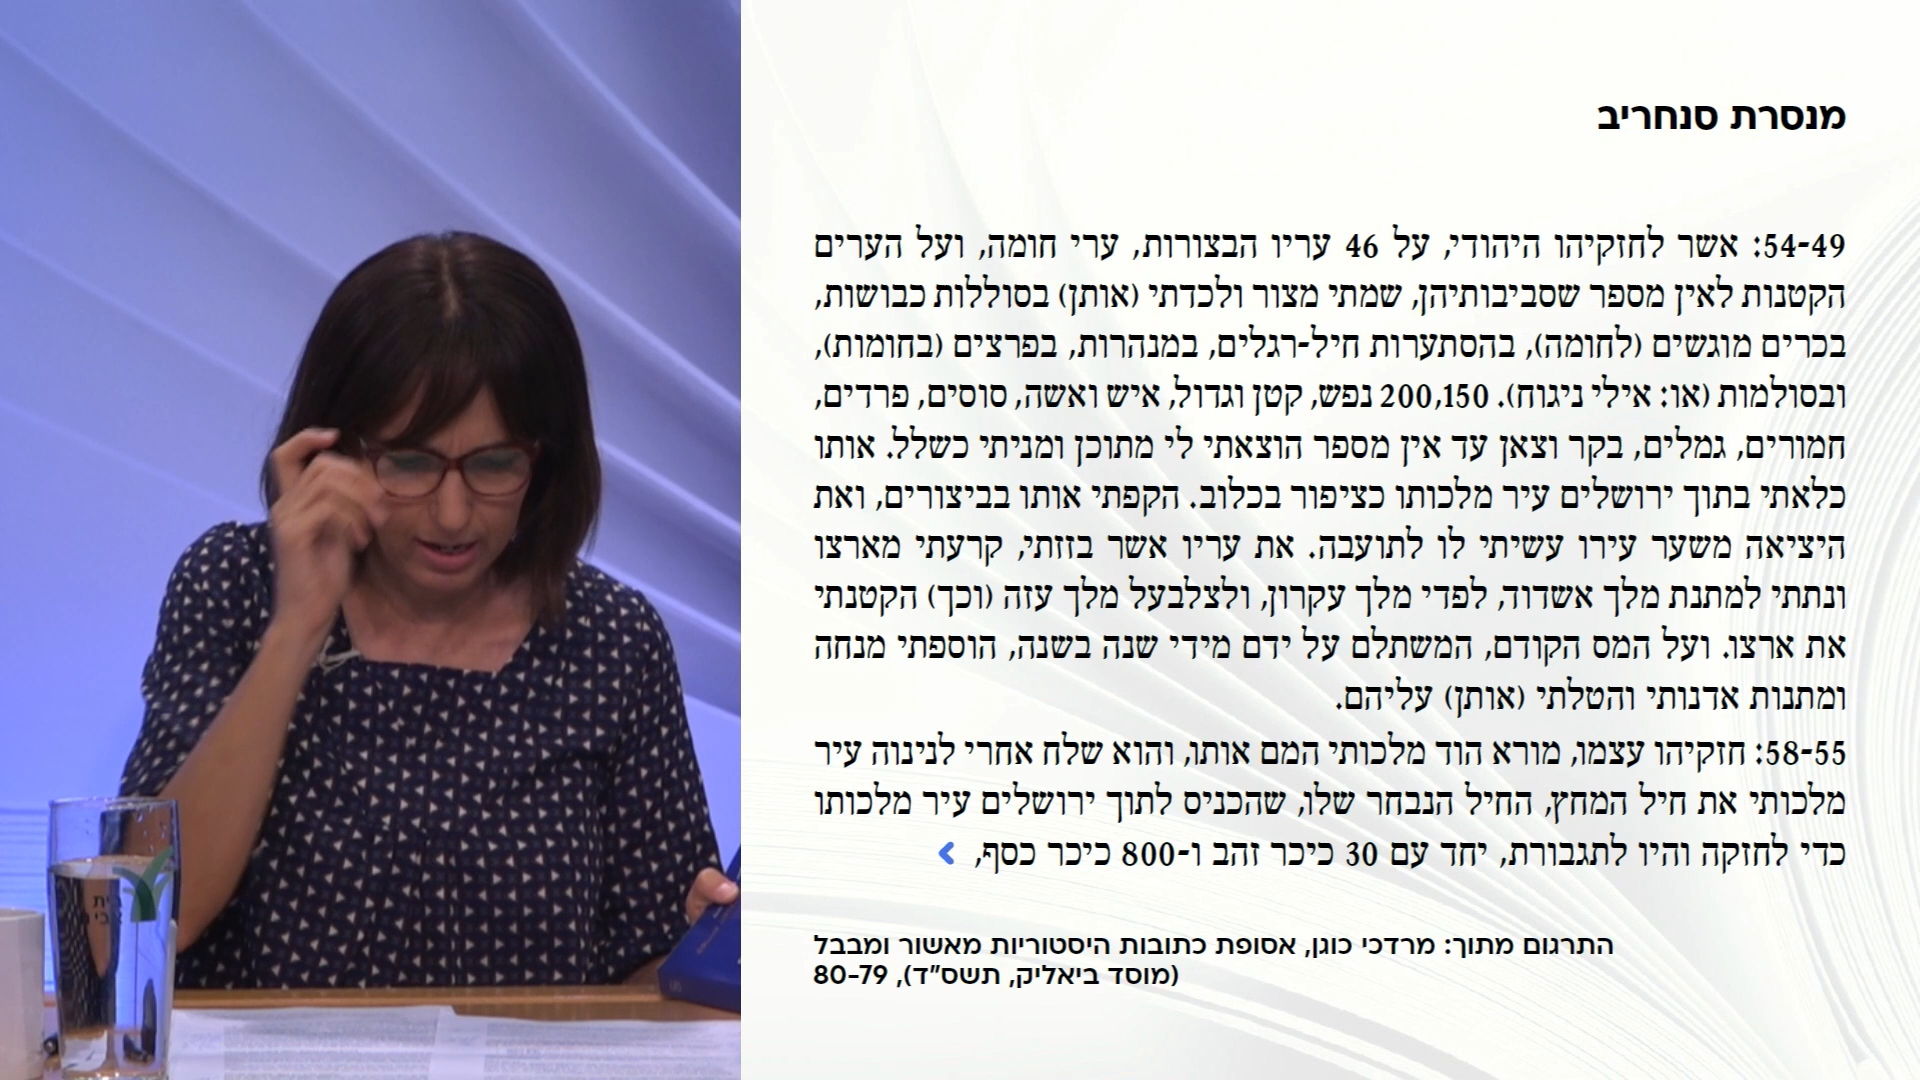 מנסרת סנחריב
54-49: אשר לחזקיהו היהודי, על 46 עריו הבצורות, ערי חומה, ועל הערים
הקטנות לאין מספר שסביבותיהן, שמתי מצור ולכדתי (אותן) בסוללות כבושות,
בכרים מוגשים (לחומה), בהסתערות חיל-רגלים, במנהרות, בפרצים (בחומות),
ובסולמות (או: אילי ניגוח). 200,150 נפש, קטן וגדול, איש ואשה, סוסים, פרדים,
חמורים, גמלים, בקר וצאן עד אין מספר הוצאתי לי מתוכן ומניתי כשלל. אותו
כלאתי בתוך ירושלים עיר מלכותו כציפור בכלוב. הקפתי אותו בביצורים, ואת
היציאה משער עירו עשיתי לו לתועבה. את עריו אשר בזזתי, קרעתי מארצו
ונתתי למתנת מלך אשדוד, לפדי מלך עקרון, ולצלבעל מלך עזה (וכך) הקטנתי
את ארצו. ועל המס הקודם, המשתלם על ידם מידי שנה בשנה, הוספתי מנחה
ומתנות אדנותי והטלתי (אותן) עליהם.
58-55: חזקיהו עצמו, מורא הוד מלכותי המם אותו, והוא שלח אחרי לנינוה עיר
מלכותי את חיל המחץ, החיל הנבחר שלו, שהכניס לתוך ירושלים עיר מלכותו
כדי לחזקה והיו לתגבורת, יחד עם 30 כיכר זהב ו-800 כיכר כסף,
התרגום מתוך: מרדכי כוגן, אסופת כתובות היסטוריות מאשור ומבבל
(מוסד ביאליק, תשס"ד), 80-79
בית